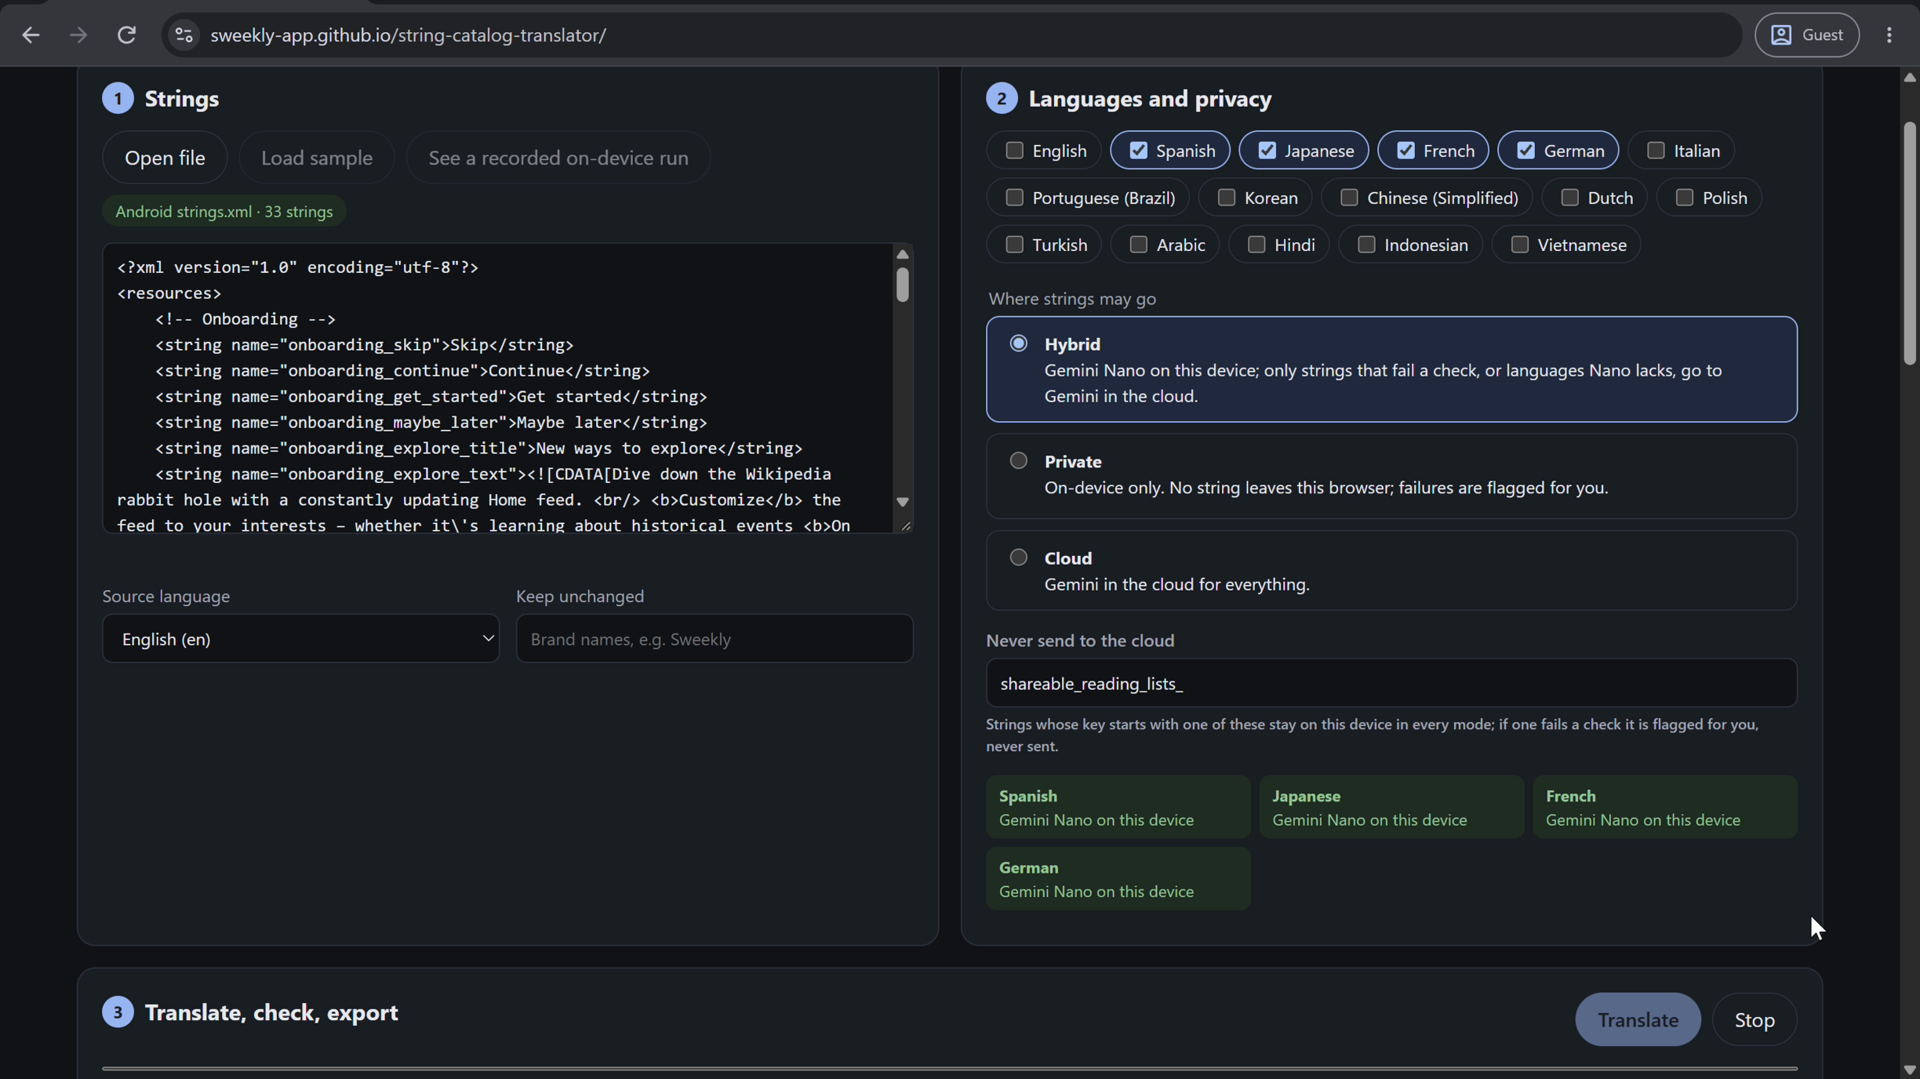 sweekly-app.github.io/string-catalog-translator/
Guest
1 Strings
Open file
Load sample
See a recorded on-device run
Android strings.xml · 33 strings
<?xml version="1.0" encoding="utf-8"?>
<resources>
<!-- Onboarding -->
<string name="onboarding_skip">Skip</string>
<string name="onboarding_continue">Continue</string>
<string name="onboarding_get_started">Get started</string>
<string name="onboarding_maybe_later">Maybe later</string>
<string name="onboarding_explore_title">New ways to explore</string>
<string name="onboarding_explore_text"><![CDATA[Dive down the Wikipedia
rabbit hole with a constantly updating Home feed. <br/> <b>Customize</b> the
feed to your interests – whether it\'s learning about historical events <b>On
Source language
Keep unchanged
English (en)
Brand names, e.g. Sweekly
2 Languages and privacy
English
Spanish
Japanese
French
German
Italian
Portuguese (Brazil)
Korean
Chinese (Simplified)
Dutch
Polish
Turkish
Arabic
Hindi
Indonesian
Vietnamese
Where strings may go
Hybrid
Gemini Nano on this device; only strings that fail a check, or languages Nano lacks, go to
Gemini in the cloud.
Private
On-device only. No string leaves this browser; failures are flagged for you.
Cloud
Gemini in the cloud for everything.
Never send to the cloud
shareable_reading_lists_
Strings whose key starts with one of these stay on this device in every mode; if one fails a check it is flagged for you,
never sent.
Spanish
Gemini Nano on this device
Japanese
Gemini Nano on this device
French
Gemini Nano on this device
German
Gemini Nano on this device
3 Translate, check, export
Translate
Stop